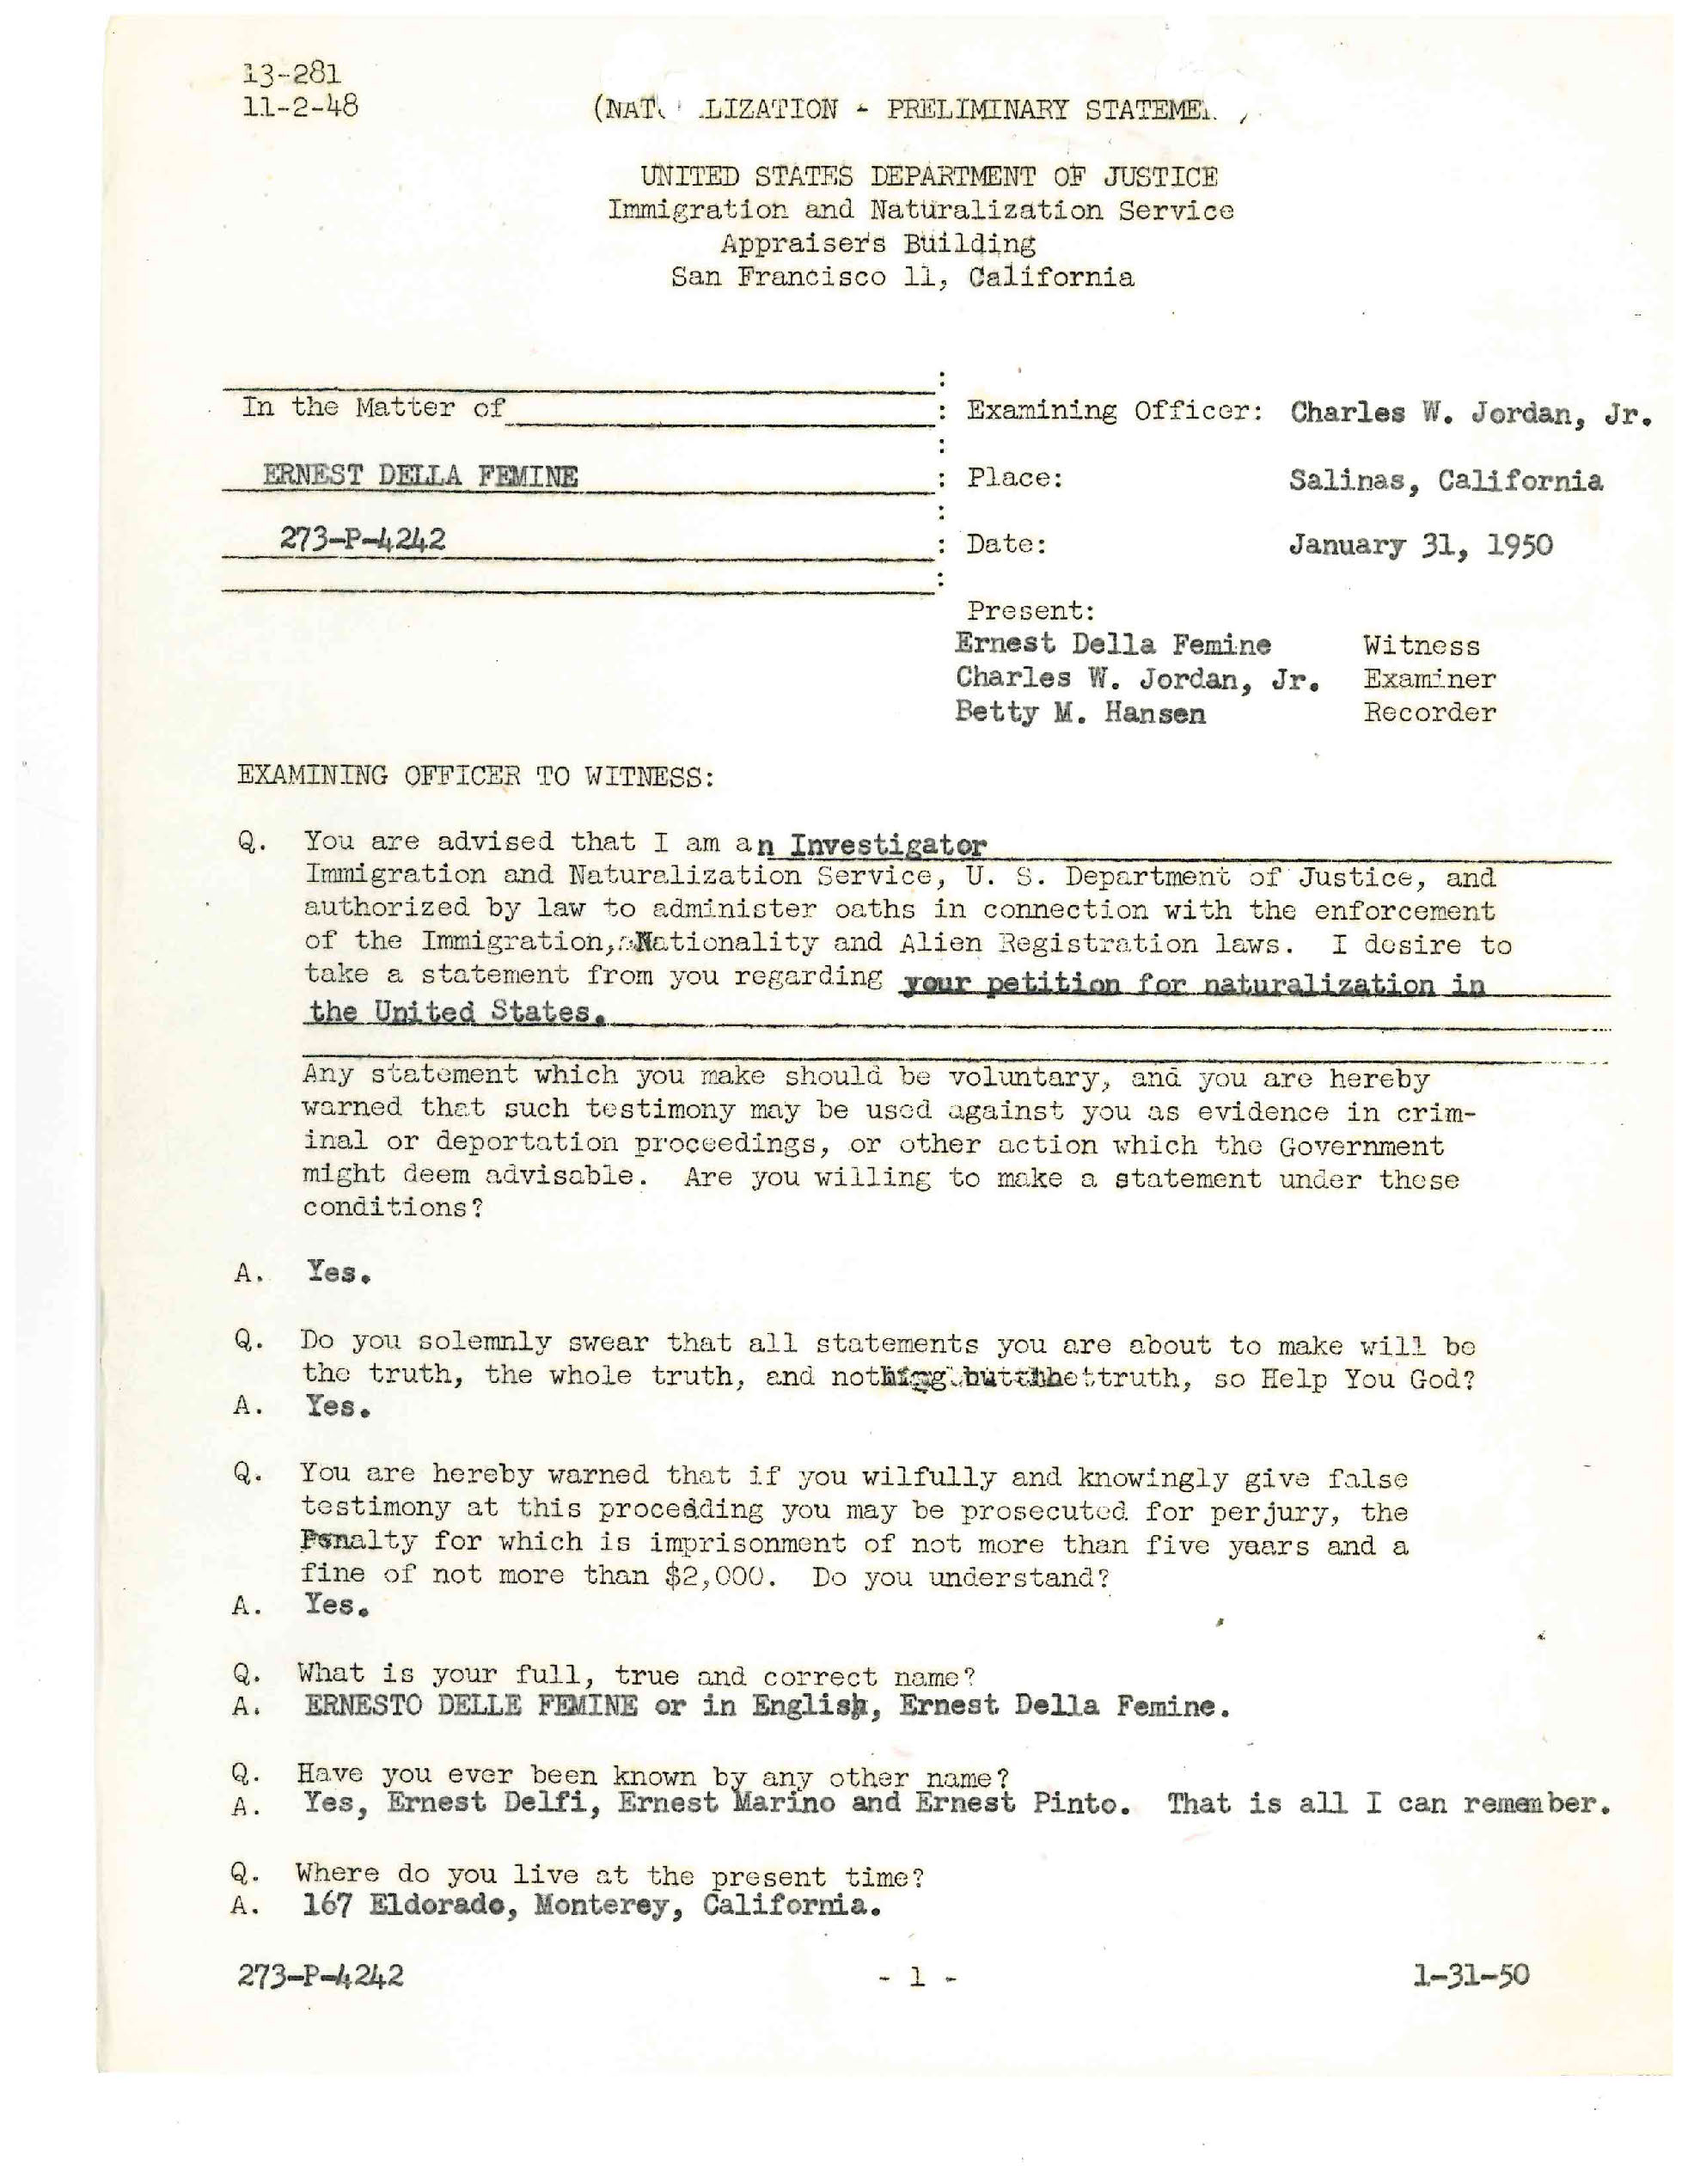 13-281
11-2-48
(NAT LIZATION - PRELIMINARY STATEME
UNITED STATES DEPARTMENT OF JUSTICE
Immigration and Naturalization Service
Appraisers Building
San Francisco 11, California
In the Matter of
: Examining Officer: Charles W. Jordan, Jr.
ERNEST DELLA FEMINE
: Place: Salinas, California
273-P-4242
: Date: January 31, 1950
Present:
Ernest Della Femine Witness
Charles W. Jordan, Jr. Examiner
Betty M. Hansen Recorder
EXAMINING OFFICER TO WITNESS:
Q. You are advised that I am an Investigator
Immigration and Naturalization Service, U. S. Department of Justice, and
authorized by law to administer oaths in connection with the enforcement
of the Immigration, Nationality and Alien Registration laws. I desire to
take a statement from you regarding your petition for naturalization in
the United States.
Any statement which you make should be voluntary, and you are hereby
warned that such testimony may be used against you as evidence in crim-
inal or deportation proceedings, or other action which the Government
might deem advisable. Are you willing to make a statement under these
conditions?
A. Yes.
Q. Do you solemnly swear that all statements you are about to make will be
the truth, the whole truth, and nothing but the truth, so Help You God?
A. Yes.
Q. You are hereby warned that if you wilfully and knowingly give false
testimony at this proceeding you may be prosecuted for perjury, the
Penalty for which is imprisonment of not more than five yaars and a
fine of not more than $2,000. Do you understand?
A. Yes.
Q. What is your full, true and correct name?
A. ERNESTO DELLE FEMINE or in English, Ernest Della Femine.
Q. Have you ever been known by any other name?
A. Yes, Ernest Delfi, Ernest Marino and Ernest Pinto. That is all I can remember.
Q. Where do you live at the present time?
A. 167 Eldorado, Monterey, California.
273-P-4242 - 1 - 1-31-50